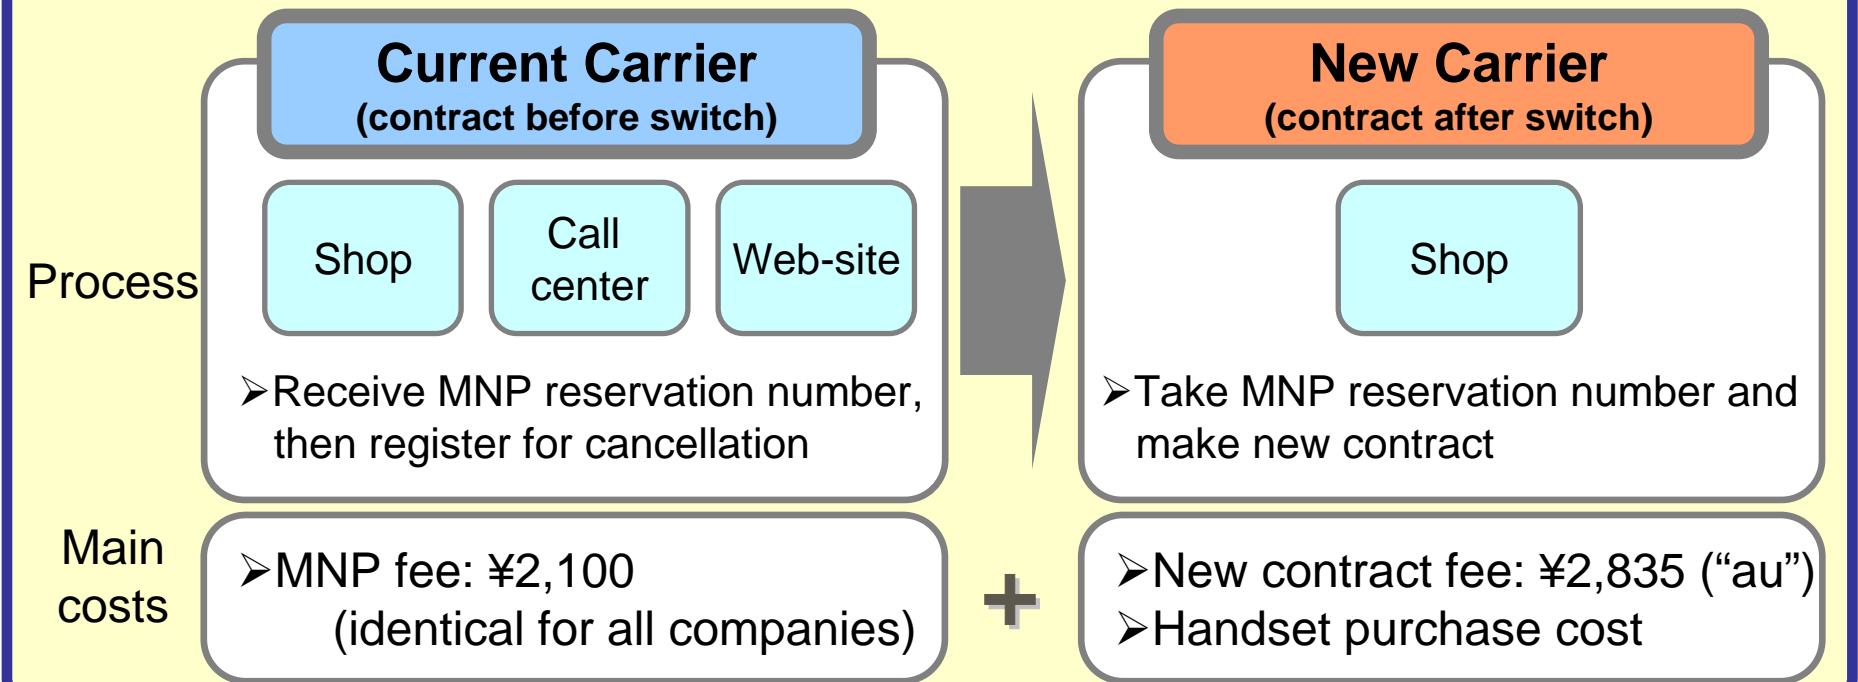 Current Carrier
(contract before switch)
New Carrier
(contract after switch)
Process
Shop
Call
center
Web-site
Shop
➢Receive MNP reservation number,
then register for cancellation
➢Take MNP reservation number and
make new contract
Main
costs
➢MNP fee: ¥2,100
(identical for all companies)
+
➢New contract fee: ¥2,835 (“au”)
➢Handset purchase cost